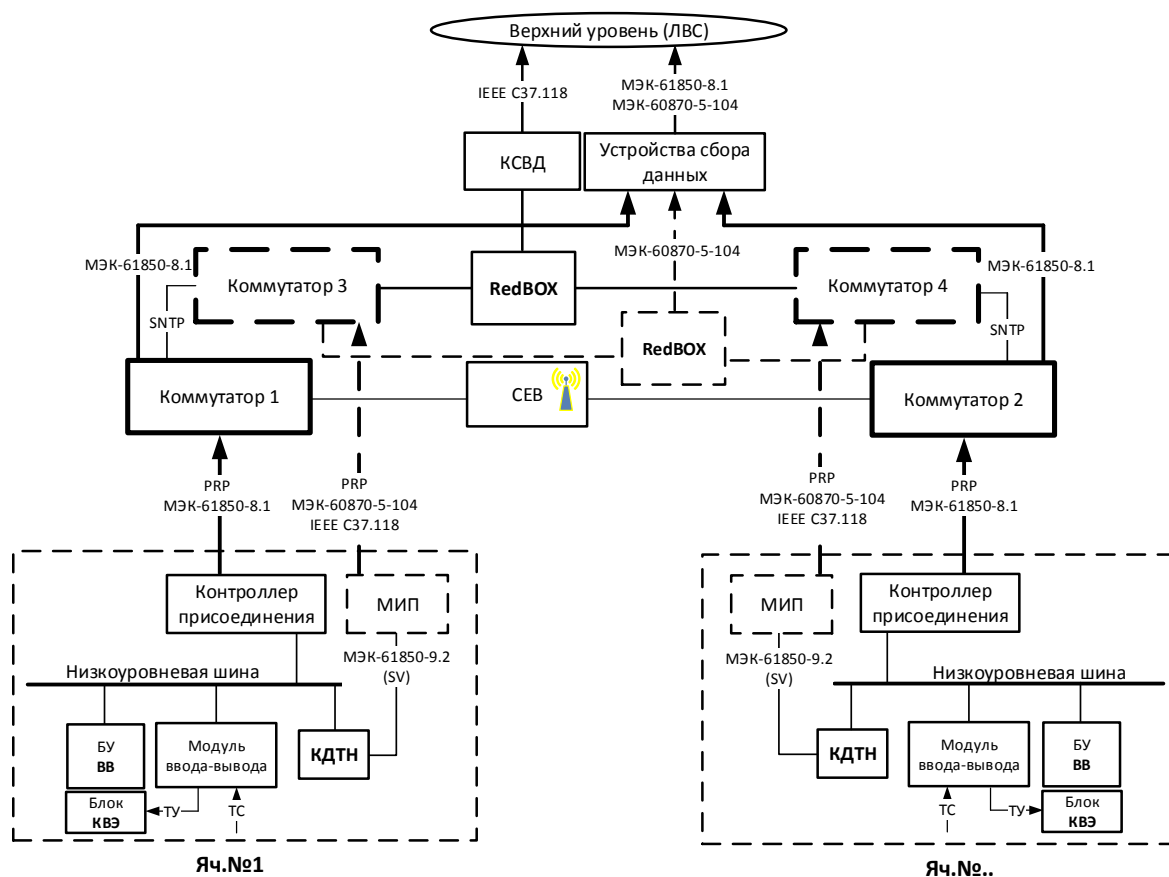 Верхний уровень (ЛВС)
IEEE C37.118
МЭК-61850-8.1
МЭК-60870-5-104
КСВД
Устройства сбора
данных
МЭК-61850-8.1
Коммутатор 3
SNTP
RedBOX
МЭК-60870-5-104
Коммутатор 4
МЭК-61850-8.1
SNTP
RedBOX
Коммутатор 1
СЕВ
Коммутатор 2
PRP
МЭК-61850-8.1
PRP
МЭК-60870-5-104
IEEE C37.118
PRP
МЭК-60870-5-104
IEEE C37.118
PRP
МЭК-61850-8.1
Контроллер
присоединения
МИП
МЭК-61850-9.2
(SV)
Низкоуровневая шина
БУ
ВВ
Модуль
ввода-вывода
КДТН
Блок
КВЭ
ТУ
ТС
Яч.№1
МИП
Контроллер
присоединения
МЭК-61850-9.2
(SV)
Низкоуровневая шина
КДТН
Модуль
ввода-вывода
БУ
ВВ
ТС
ТУ
Блок
КВЭ
Яч.№..